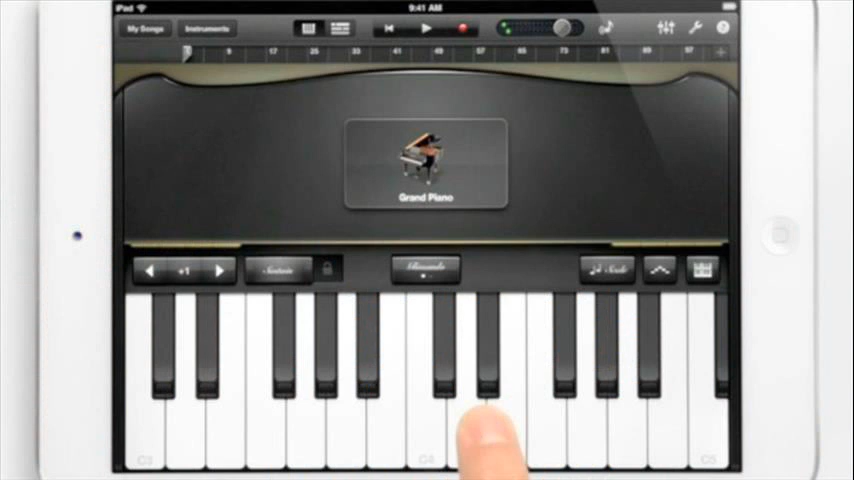 iPad 9:41 AM
My Songs Instruments
9 17 25 33 41 49 57 65 73 81 89 97 +
Grand Piano
+1 Sustain Glissando Scale
C3 C4 C5